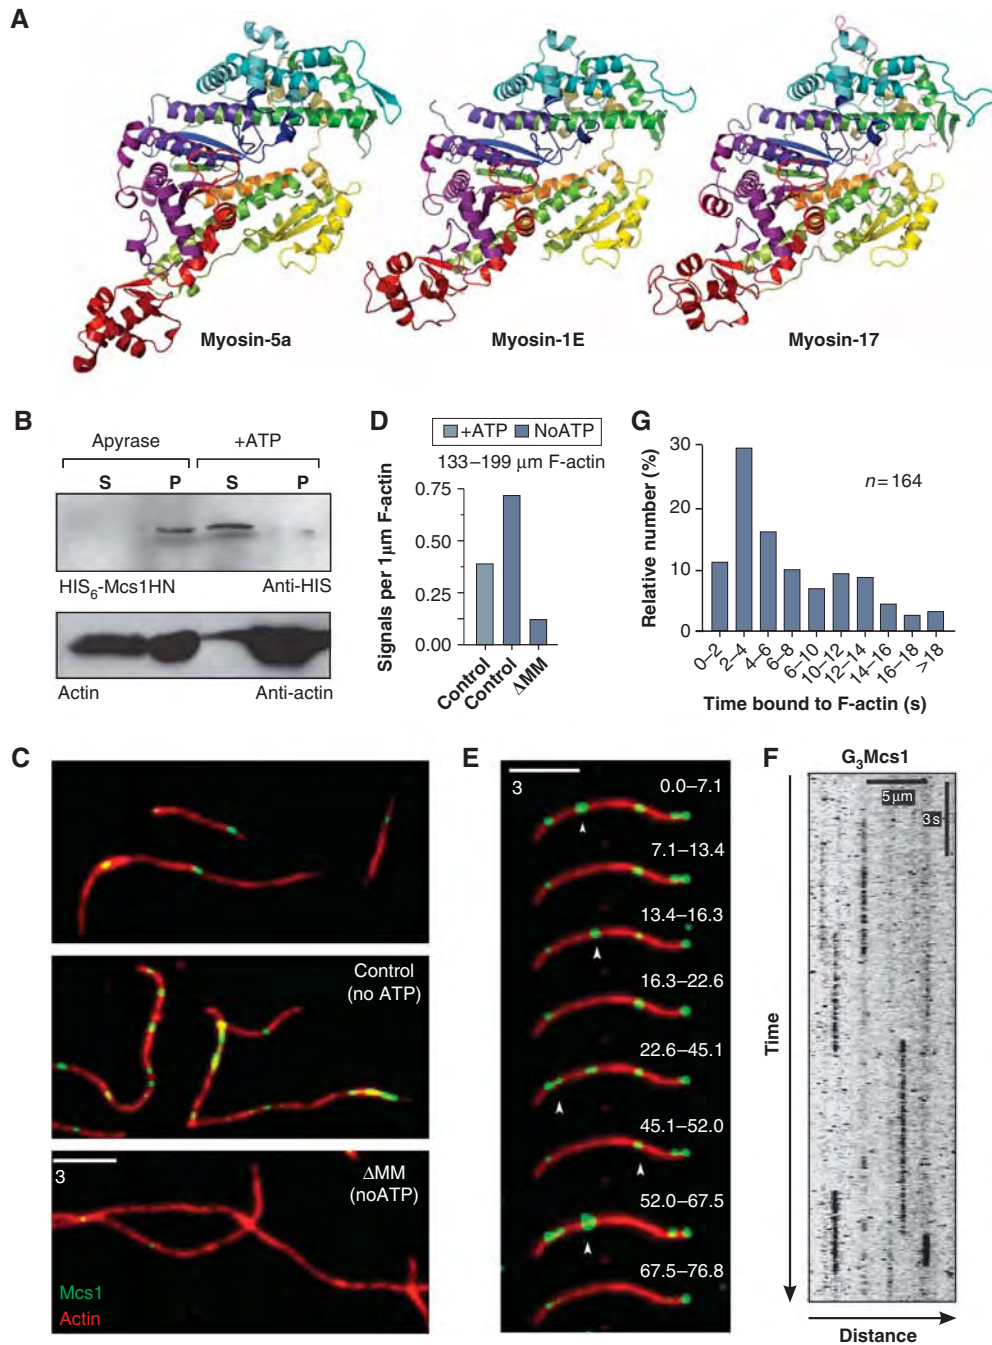 A
Myosin-5a
Myosin-1E
Myosin-17
B
Apyrase
+ATP
S
P
S
P
HIS6-Mcs1HN
Anti-HIS
Actin
Anti-actin
D
+ATP
NoATP
133–199 μm F-actin
Signals per 1μm F-actin
0.75
0.50
0.25
0.00
Control
Control
ΔMM
G
Relative number (%)
30
20
10
0
n=164
0–2
2–4
4–6
6–8
6–10
10–12
12–14
14–16
16–18
>18
Time bound to F-actin (s)
C
Control
(no ATP)
3
ΔMM
(noATP)
Mcs1
Actin
E
3
0.0–7.1
7.1–13.4
13.4–16.3
16.3–22.6
22.6–45.1
45.1–52.0
52.0–67.5
67.5–76.8
F
G3Mcs1
5μm
3s
Time
Distance